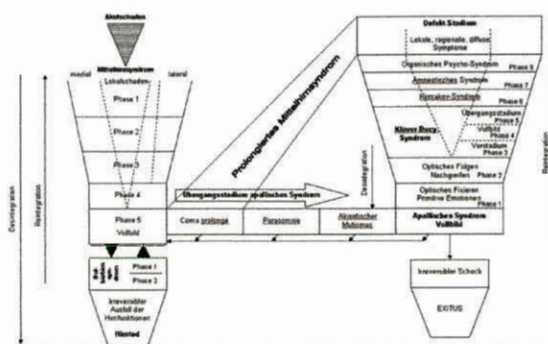 Akutschaden
Mittelhirnsyndrom
medial
Lokalschaden
lateral
Phase 1
Phase 2
Phase 3
Phase 4
Phase 5
Vollbild
Phase 1
Phase 2
Irreversibler
Ausfall der
Hirnfunktionen
Hirntod
Desintegration
Reintegration
Prolongiertes Mittelhirnsyndrom
Übergangsstadium apallisches Syndrom
Coma prolongé
Parasomnie
Akinetischer
Mutismus
Defekt Stadium
Lokale, regionale, diffuse
Symptome
Organisches Psycho-Syndrom
Phase 8
Amnestisches Syndrom
Phase 7
Korsakow-Syndrom
Phase 6
Übergangsstadium
Phase 5
Vollbild
Phase 4
Vorstadium
Phase 3
Klüver Bucy
Syndrom
Optisches Folgen
Nachgreifen
Phase 2
Optisches Fixieren
Primitive Emotionen
Phase 1
Apallisches Syndrom
Vollbild
Irreversibler Schock
EXITUS
Desintegration
Reintegration